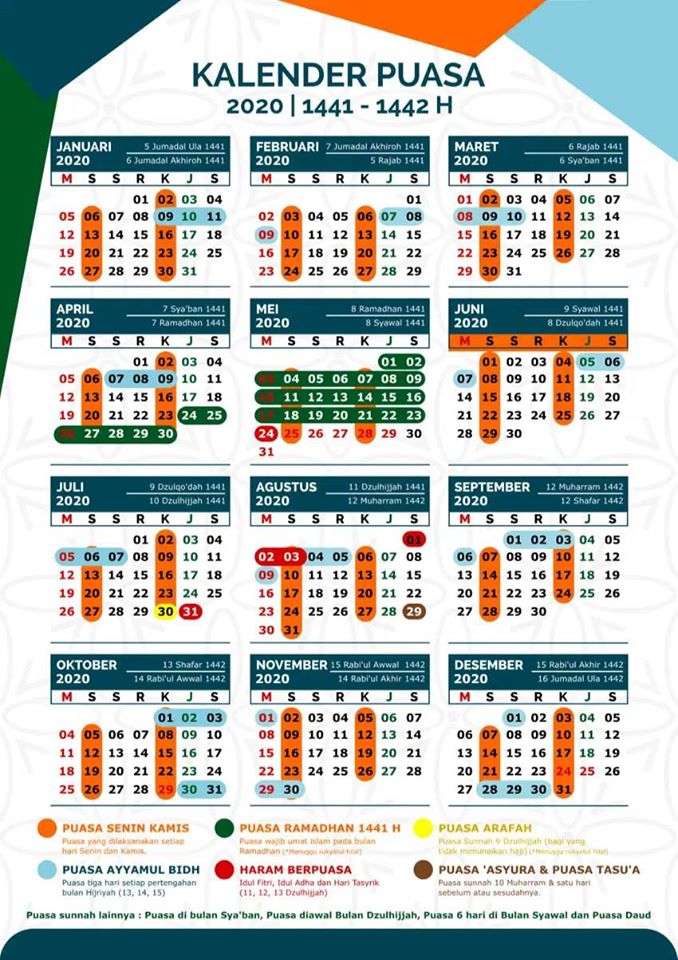 KALENDER PUASA
2020 | 1441 - 1442 H
JANUARI 5 Jumadal Ula 1441
2020 6 Jumadal Akhiroh 1441
M S S R K J S
01 02 03 04
05 06 07 08 09 10 11
12 13 14 15 16 17 18
19 20 21 22 23 24 25
26 27 28 29 30 31
FEBRUARI 7 Jumadal Akhiroh 1441
2020 5 Rajab 1441
M S S R K J S
01
02 03 04 05 06 07 08
09 10 11 12 13 14 15
16 17 18 19 20 21 22
23 24 25 26 27 28 29
MARET 6 Rajab 1441
2020 6 Sya'ban 1441
M S S R K J S
01 02 03 04 05 06 07
08 09 10 11 12 13 14
15 16 17 18 19 20 21
22 23 24 25 26 27 28
29 30 31
APRIL 7 Sya'ban 1441
2020 7 Ramadhan 1441
M S S R K J S
01 02 03 04
05 06 07 08 09 10 11
12 13 14 15 16 17 18
19 20 21 22 23 24 25
26 27 28 29 30
MEI 8 Ramadhan 1441
2020 8 Syawal 1441
M S S R K J S
01 02
03 04 05 06 07 08 09
10 11 12 13 14 15 16
17 18 19 20 21 22 23
24 25 26 27 28 29 30
31
JUNI 9 Syawal 1441
2020 8 Dzulqo'dah 1441
M S S R K J S
01 02 03 04 05 06
07 08 09 10 11 12 13
14 15 16 17 18 19 20
21 22 23 24 25 26 27
28 29 30
JULI 9 Dzulqo'dah 1441
2020 10 Dzulhijjah 1441
M S S R K J S
01 02 03 04
05 06 07 08 09 10 11
12 13 14 15 16 17 18
19 20 21 22 23 24 25
26 27 28 29 30 31
AGUSTUS 11 Dzulhijjah 1441
2020 12 Muharram 1442
M S S R K J S
01
02 03 04 05 06 07 08
09 10 11 12 13 14 15
16 17 18 19 20 21 22
23 24 25 26 27 28 29
30 31
SEPTEMBER 12 Muharram 1442
2020 12 Shafar 1442
M S S R K J S
01 02 03 04 05
06 07 08 09 10 11 12
13 14 15 16 17 18 19
20 21 22 23 24 25 26
27 28 29 30
OKTOBER 13 Shafar 1442
2020 14 Rabi'ul Awwal 1442
M S S R K J S
01 02 03
04 05 06 07 08 09 10
11 12 13 14 15 16 17
18 19 20 21 22 23 24
25 26 27 28 29 30 31
NOVEMBER 15 Rabi'ul Awwal 1442
2020 14 Rabi'ul Akhir 1442
M S S R K J S
01 02 03 04 05 06 07
08 09 10 11 12 13 14
15 16 17 18 19 20 21
22 23 24 25 26 27 28
29 30
DESEMBER 15 Rabi'ul Akhir 1442
2020 16 Jumadal Ula 1442
M S S R K J S
01 02 03 04 05
06 07 08 09 10 11 12
13 14 15 16 17 18 19
20 21 22 23 24 25 26
27 28 29 30 31
PUASA SENIN KAMIS
Puasa yang dilaksanakan setiap
hari Senin dan Kamis.
PUASA RAMADHAN 1441 H
Puasa wajib umat islam pada bulan
Ramadhan (*Menuggu rukyatul hilal)
PUASA ARAFAH
Puasa Sunnah 9 Dzulhijjah (bagi yang
tidak menunaikan haji) (*Menuggu rukyatul hilal)
PUASA AYYAMUL BIDH
Puasa tiga hari setiap pertengahan
bulan Hijriyah (13, 14, 15)
HARAM BERPUASA
Idul Fitri, Idul Adha dan Hari Tasyrik
(11, 12, 13 Dzulhijjah)
PUASA 'ASYURA & PUASA TASU'A
Puasa sunnah 10 Muharram & satu hari
sebelum atau sesudahnya.
Puasa sunnah lainnya : Puasa di bulan Sya'ban, Puasa diawal Bulan Dzulhijjah, Puasa 6 hari di Bulan Syawal dan Puasa Daud